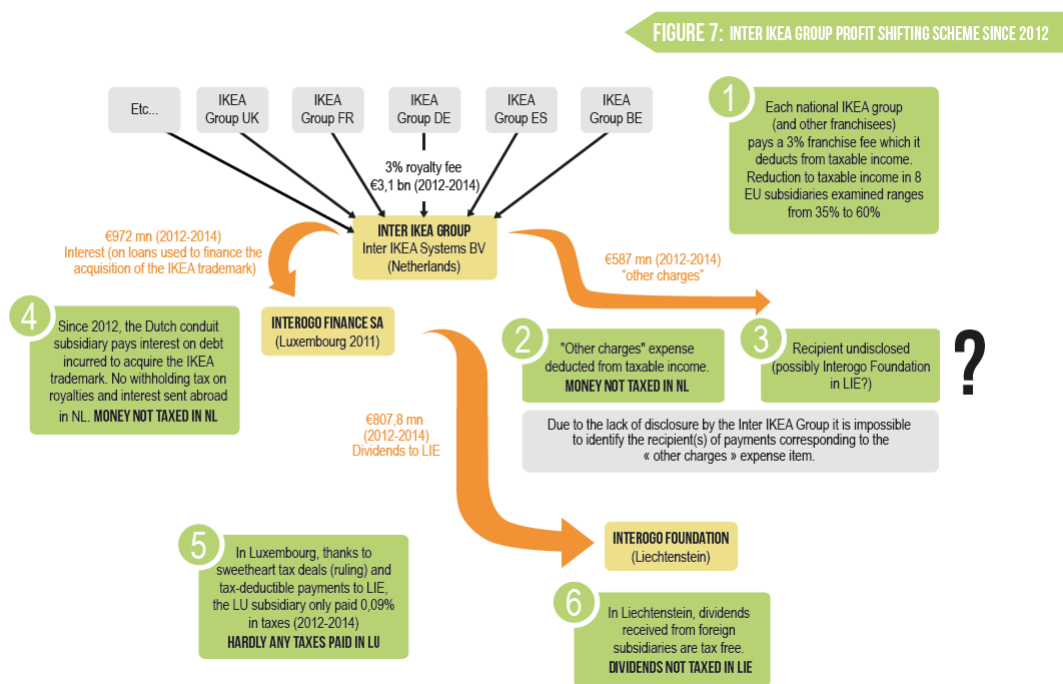 FIGURE 7: INTER IKEA GROUP PROFIT SHIFTING SCHEME SINCE 2012
Etc...
IKEA
Group UK
IKEA
Group FR
IKEA
Group DE
IKEA
Group ES
IKEA
Group BE
1
Each national IKEA group
(and other franchisees)
pays a 3% franchise fee which it
deducts from taxable income.
Reduction to taxable income in 8
EU subsidiaries examined ranges
from 35% to 60%
3% royalty fee
€3,1 bn (2012-2014)
INTER IKEA GROUP
Inter IKEA Systems BV
(Netherlands)
€972 mn (2012-2014)
Interest (on loans used to finance the
acquisition of the IKEA trademark)
€587 mn (2012-2014)
"other charges"
4
Since 2012, the Dutch conduit
subsidiary pays interest on debt
incurred to acquire the IKEA
trademark. No withholding tax on
royalties and interest sent abroad
in NL. MONEY NOT TAXED IN NL
INTEROGO FINANCE SA
(Luxembourg 2011)
2
"Other charges" expense
deducted from taxable income.
MONEY NOT TAXED IN NL
3
Recipient undisclosed
(possibly Interogo Foundation
in LIE?)
?
Due to the lack of disclosure by the Inter IKEA Group it is impossible
to identify the recipient(s) of payments corresponding to the
« other charges » expense item.
€807,8 mn
(2012-2014)
Dividends to LIE
INTEROGO FOUNDATION
(Liechtenstein)
5
In Luxembourg, thanks to
sweetheart tax deals (ruling) and
tax-deductible payments to LIE,
the LU subsidiary only paid 0,09%
in taxes (2012-2014)
HARDLY ANY TAXES PAID IN LU
6
In Liechtenstein, dividends
received from foreign
subsidiaries are tax free.
DIVIDENDS NOT TAXED IN LIE